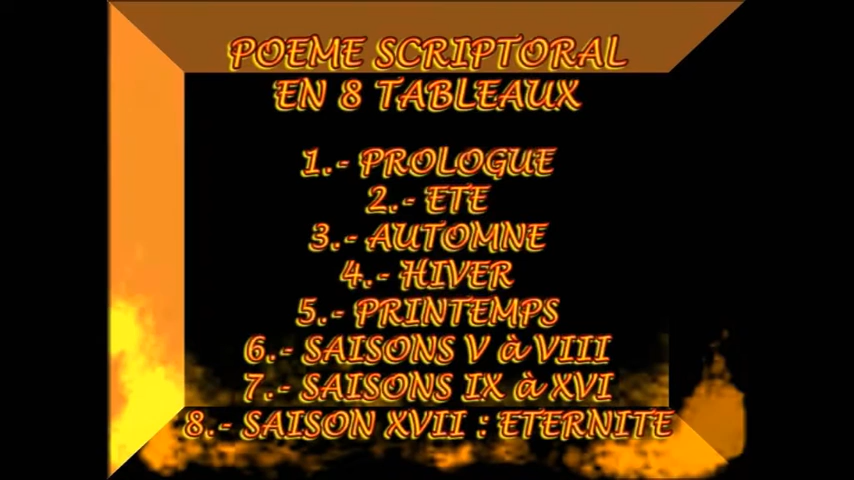 POEME SCRIPTORAL
EN 8 TABLEAUX
1.- PROLOGUE
2.- ETE
3.- AUTOMNE
4.- HIVER
5.- PRINTEMPS
6.- SAISONS V à VIII
7.- SAISONS IX à XVI
8.- SAISON XVII : ETERNITE